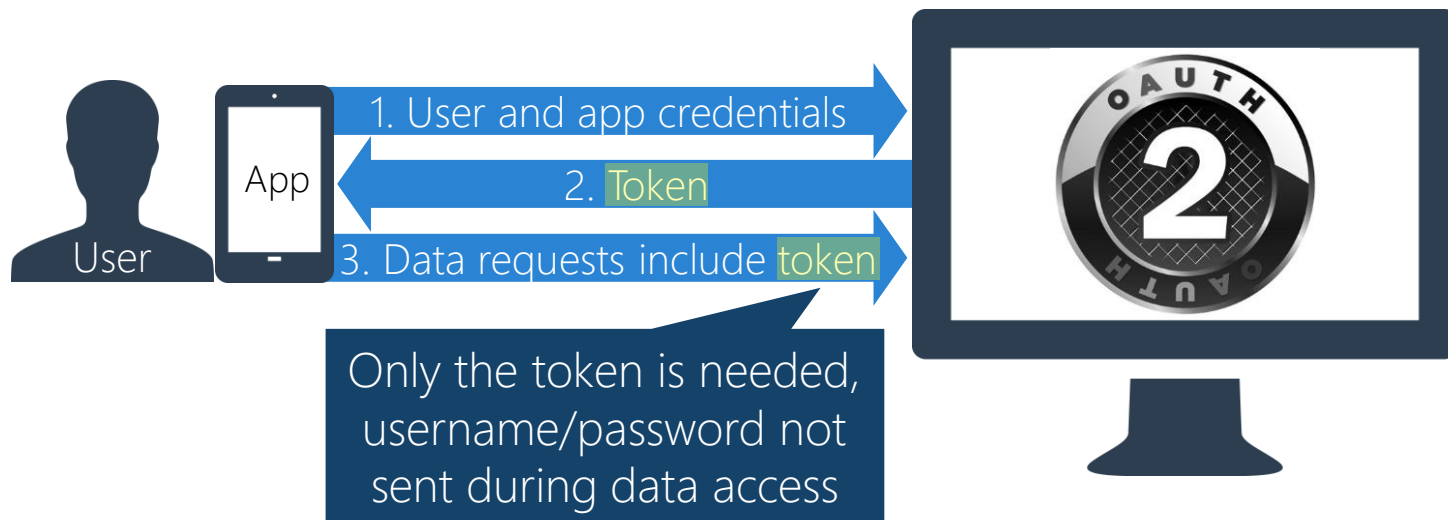 1. User and app credentials
App
2. Token
User
3. Data requests include token
Only the token is needed,
username/password not
sent during data access
OAUTH
2
OAUTH